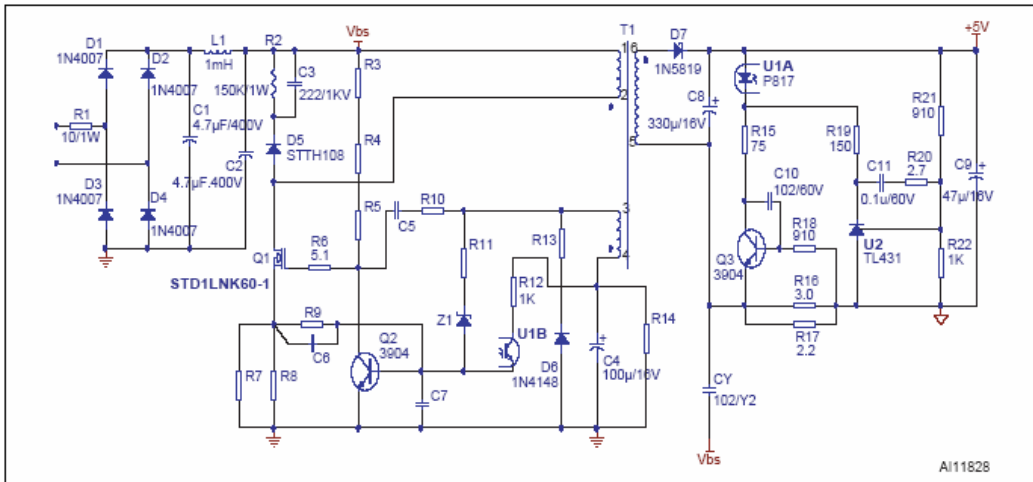 Vbs
T1
+5V
D1
1N4007
L1
1mH
D2
1N4007
R2
150K/1W
C3
222/1KV
R3
1
2
6
5
D7
1N5819
U1A
P817
R1
10/1W
C1
4.7µF/400V
C2
4.7µF.400V
D5
STTH108
R4
C8
330µ/16V
R15
75
R19
150
R21
910
R20
2.7
C11
0.1u/60V
C9
47µ/16V
C10
102/60V
D3
1N4007
D4
1N4007
R5
C5
R10
3
4
R11
R13
R12
1K
R6
5.1
Q1
STD1LNK60-1
Q3
3904
R18
910
U2
TL431
R22
1K
R16
3.0
R17
2.2
R9
C6
R7
R8
Q2
3904
C7
Z1
U1B
D6
1N4148
C4
100µ/16V
R14
CY
102/Y2
Vbs
AI11828